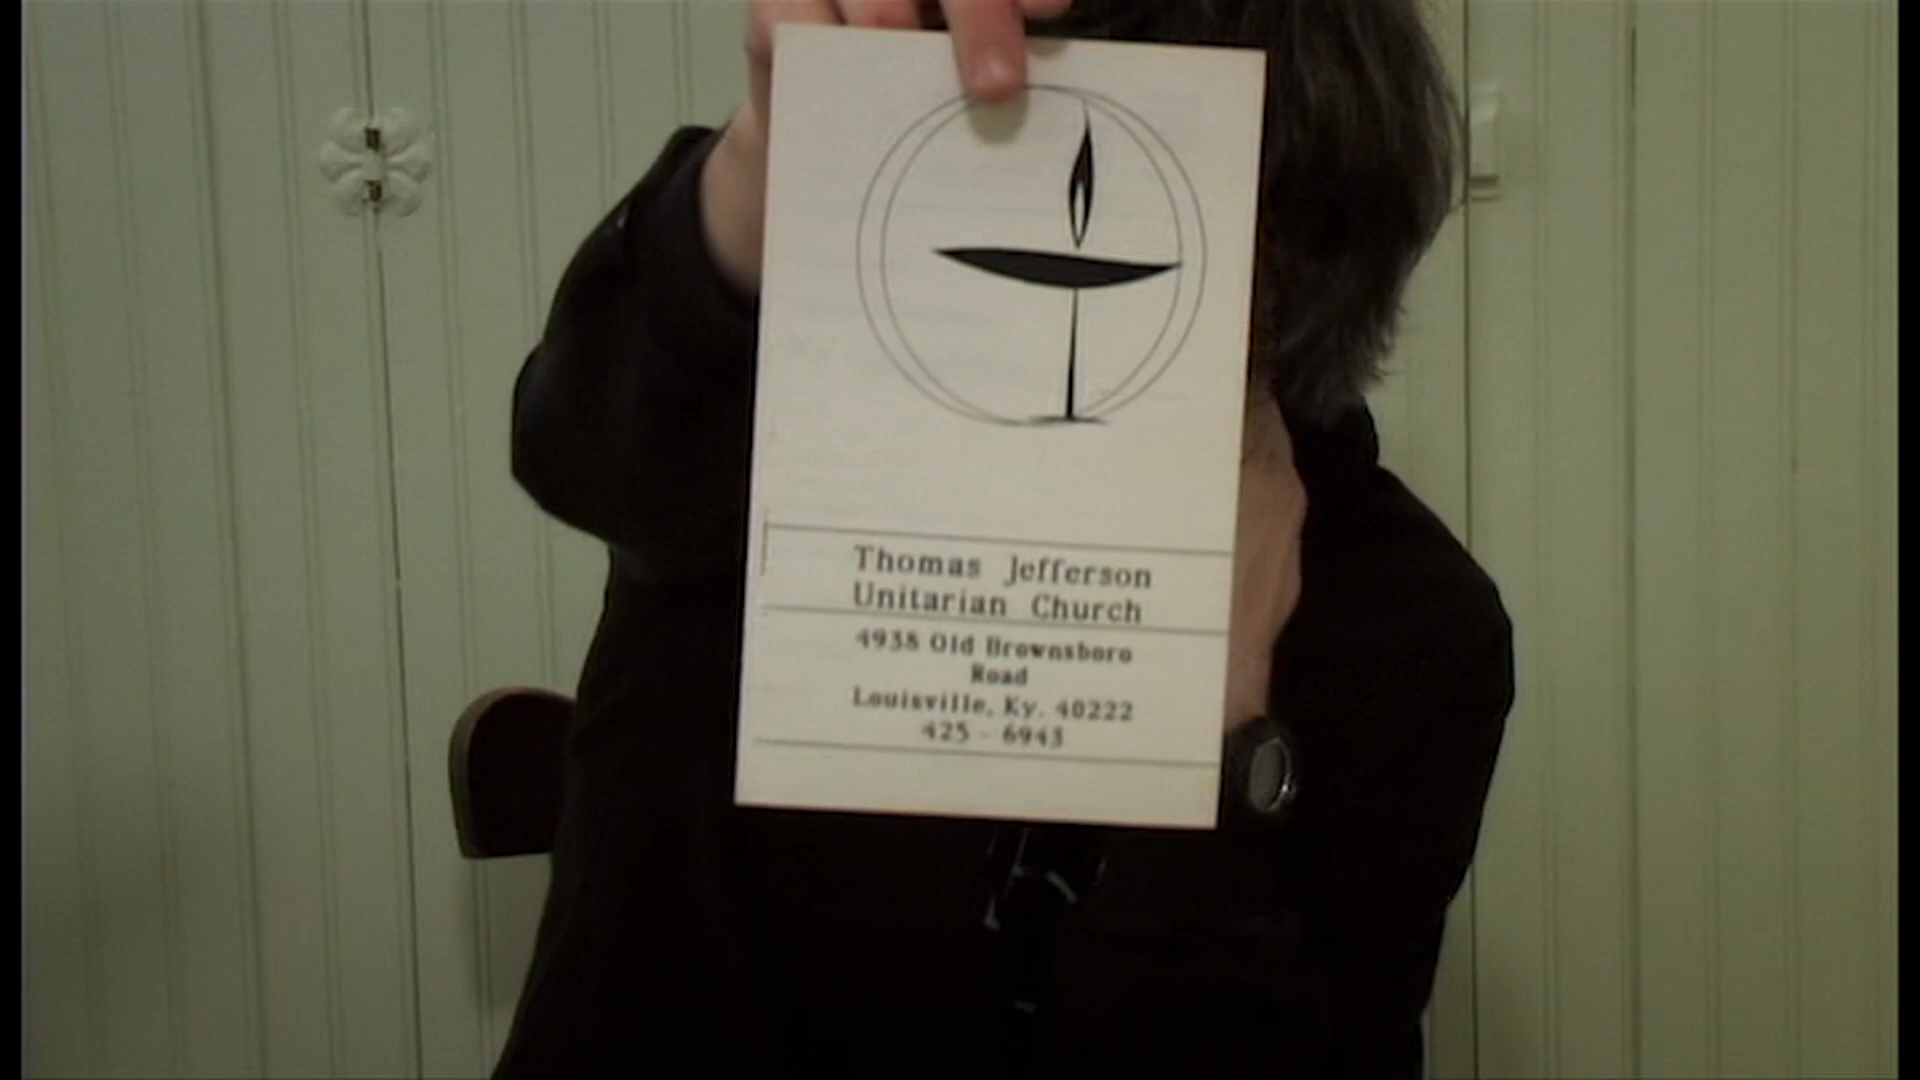 Thomas Jefferson
Unitarian Church
4938 Old Brownsboro
Road
Louisville, Ky. 40222
425 - 6943